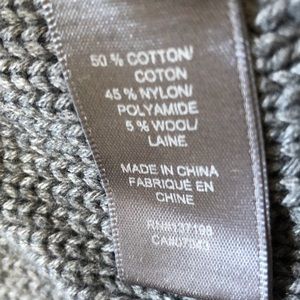 50 % COTTON/
COTON
45 % NYLON/
POLYAMIDE
5 % WOOL/
LAINE
MADE IN CHINA
FABRIQUÉ EN
CHINE